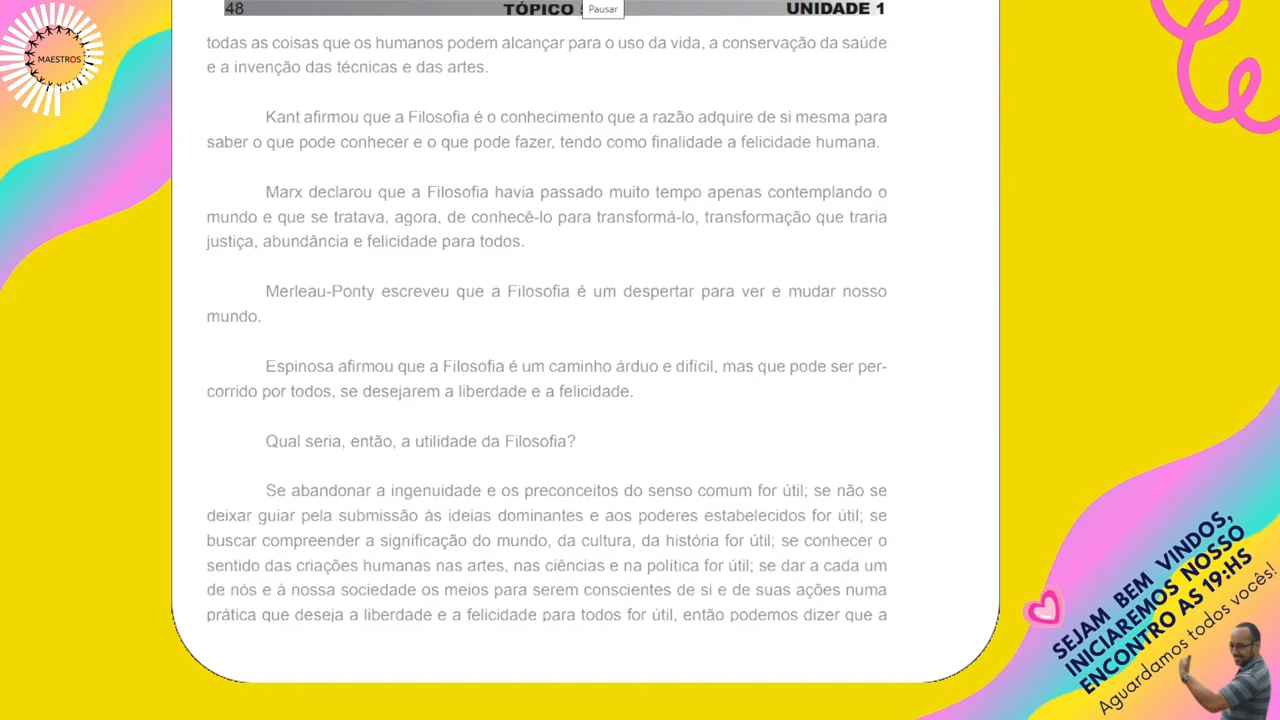 MAESTROS
48 TÓPICO Pausar UNIDADE 1
todas as coisas que os humanos podem alcançar para o uso da vida, a conservação da saúde
e a invenção das técnicas e das artes.
Kant afirmou que a Filosofia é o conhecimento que a razão adquire de si mesma para
saber o que pode conhecer e o que pode fazer, tendo como finalidade a felicidade humana.
Marx declarou que a Filosofia havia passado muito tempo apenas contemplando o
mundo e que se tratava, agora, de conhecê-lo para transformá-lo, transformação que traria
justiça, abundância e felicidade para todos.
Merleau-Ponty escreveu que a Filosofia é um despertar para ver e mudar nosso
mundo.
Espinosa afirmou que a Filosofia é um caminho árduo e difícil, mas que pode ser per-
corrido por todos, se desejarem a liberdade e a felicidade.
Qual seria, então, a utilidade da Filosofia?
Se abandonar a ingenuidade e os preconceitos do senso comum for útil; se não se
deixar guiar pela submissão às ideias dominantes e aos poderes estabelecidos for útil; se
buscar compreender a significação do mundo, da cultura, da história for útil; se conhecer o
sentido das criações humanas nas artes, nas ciências e na política for útil; se dar a cada um
de nós e à nossa sociedade os meios para serem conscientes de si e de suas ações numa
prática que deseja a liberdade e a felicidade para todos for útil, então podemos dizer que a
SEJAM BEM VINDOS,
INICIAREMOS NOSSO
ENCONTRO AS 19:HS
Aguardamos todos vocês!